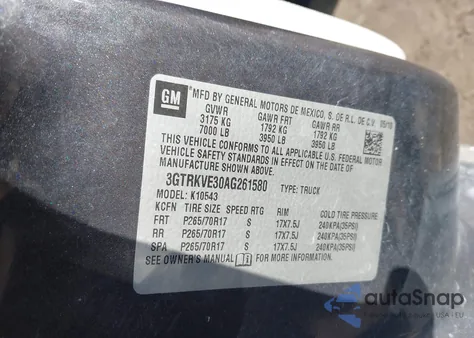 GM
MFD BY GENERAL MOTORS DE MEXICO, S. DE R.L. DE C.V. 05/10
GVWR GAWR FRT GAWR RR
3175 KG 1792 KG 1792 KG
7000 LB 3950 LB 3950 LB
THIS VEHICLE CONFORMS TO ALL APPLICABLE U.S. FEDERAL MOTOR
VEHICLE SAFETY STANDARDS IN EFFECT ON THE DATE OF
MANUFACTURE SHOWN ABOVE.
3GTRKVE30AG261580 TYPE: TRUCK
MODEL: K10543
KCFN TIRE SIZE SPEED RTG RIM COLD TIRE PRESSURE
FRT P265/70R17 S 17X7.5J 240KPA(35PSI)
RR P265/70R17 S 17X7.5J 240KPA(35PSI)
SPA P265/70R17 S 17X7.5J 240KPA(35PSI)
SEE OWNER'S MANUAL FOR MORE INFORMATION.
autoSnap